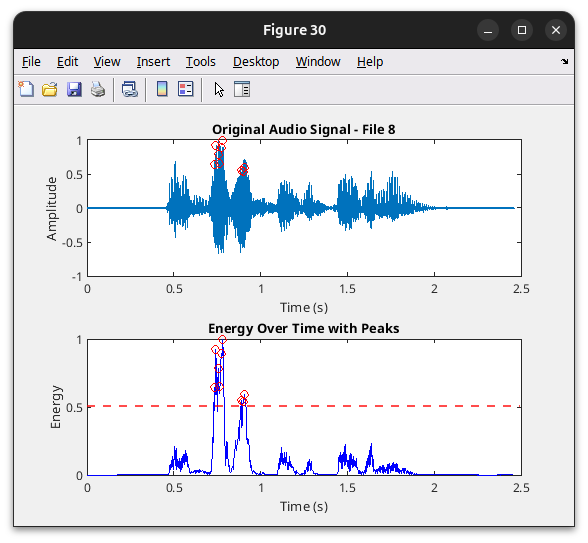 Figure 30
File Edit View Insert Tools Desktop Window Help
Original Audio Signal - File 8
1
0.5
0
-0.5
-1
Amplitude
0 0.5 1 1.5 2 2.5
Time (s)
Energy Over Time with Peaks
1
0.5
0
Energy
0 0.5 1 1.5 2 2.5
Time (s)